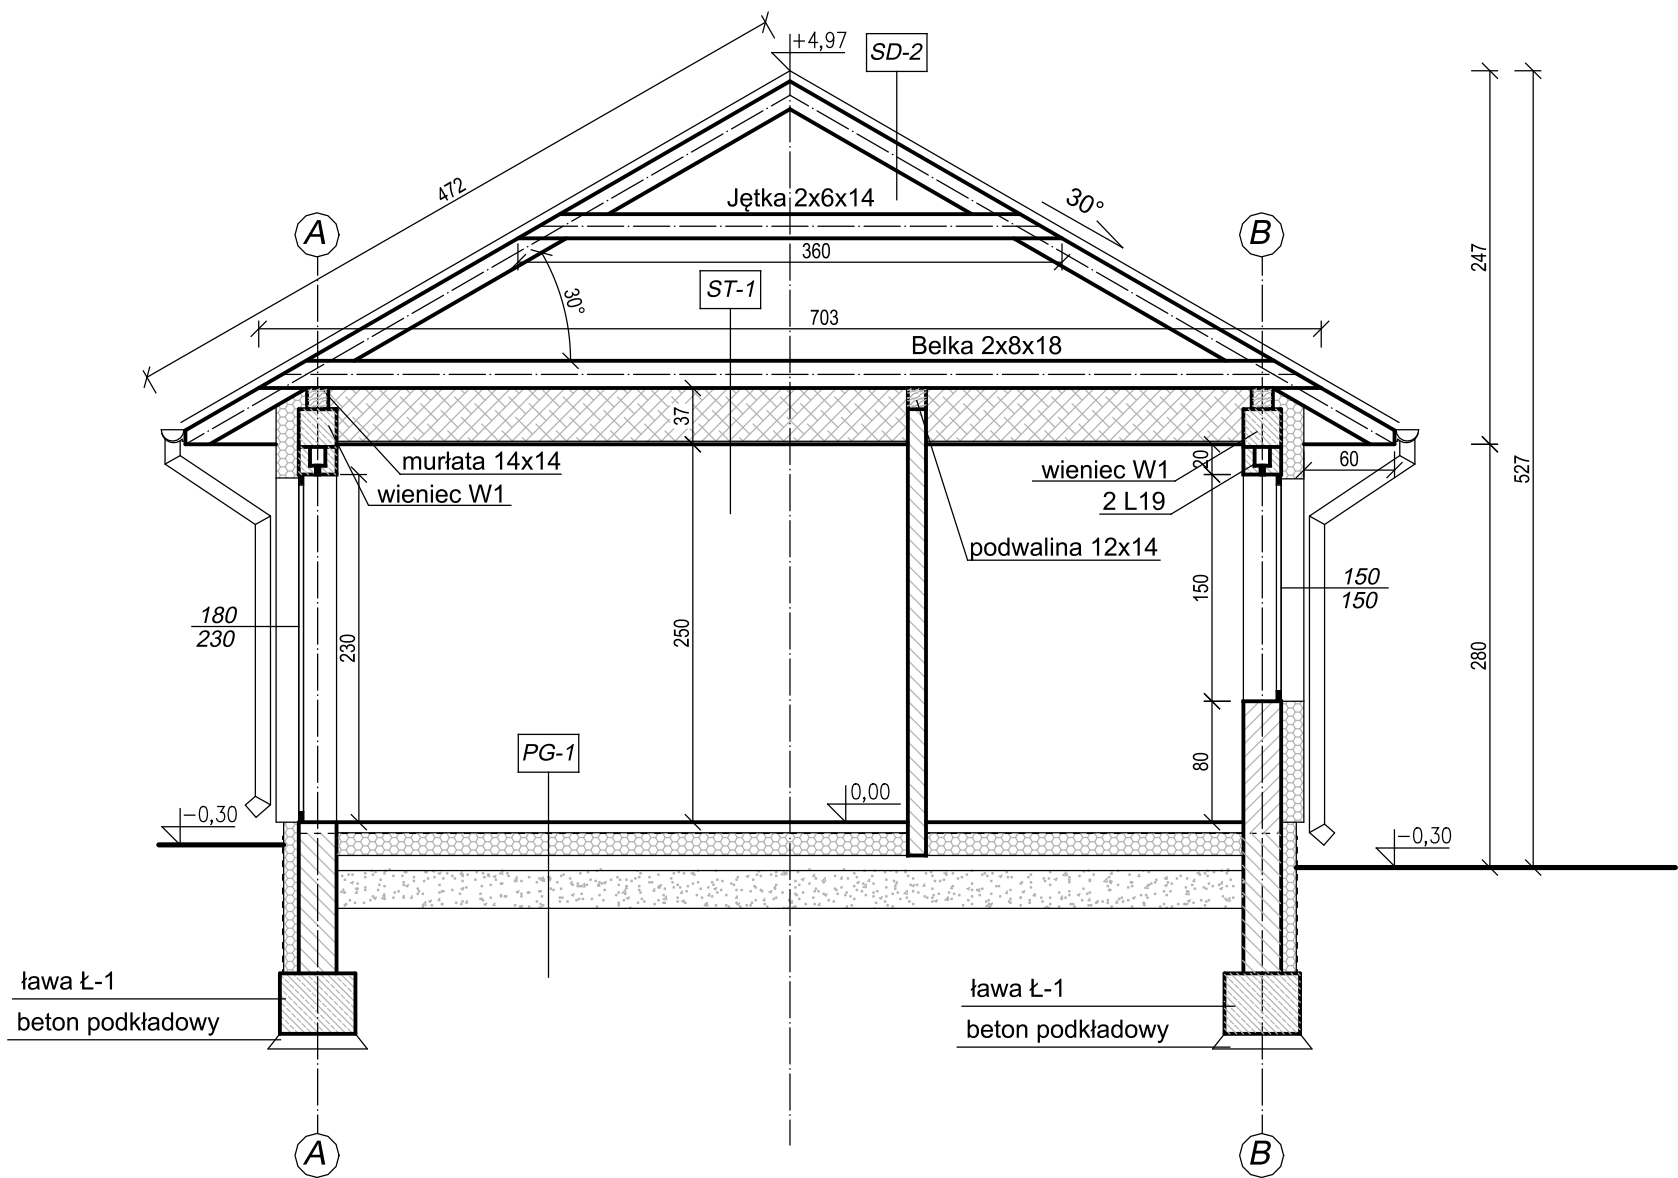 +4,97
SD-2
472
Jętka 2x6x14
30°
A
B
360
247
ST-1
30°
703
Belka 2x8x18
37
murłata 14x14
wieniec W1
wieniec W1
20
60
2 L19
527
podwalina 12x14
150
150
150
180
230
230
250
280
PG-1
80
0,00
-0,30
-0,30
ława Ł-1
beton podkładowy
ława Ł-1
beton podkładowy
A
B